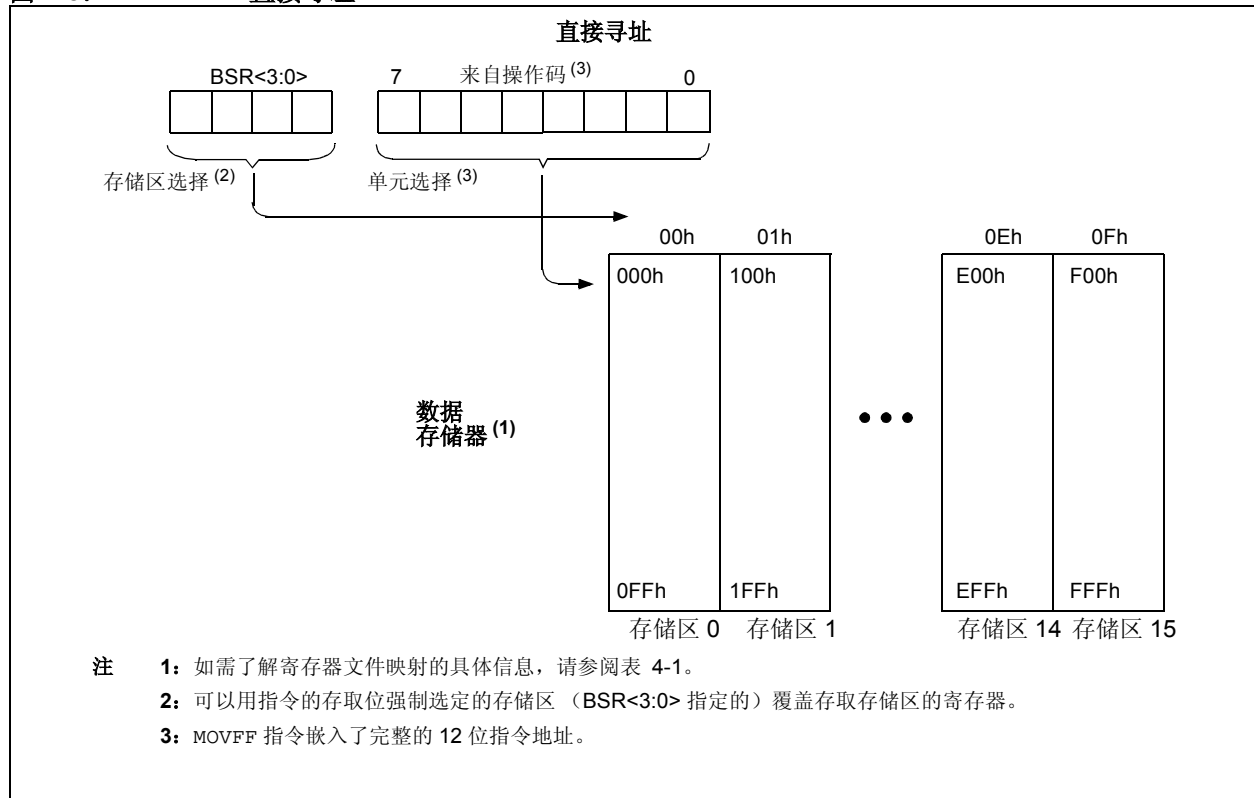 直接寻址
BSR<3:0> 7 来自操作码 (3) 0
存储区选择 (2) 单元选择 (3)
00h 01h 0Eh 0Fh
000h 100h E00h F00h
数据
存储器 (1)
0FFh 1FFh EFFh FFFh
存储区 0 存储区 1 存储区 14 存储区 15
注 1: 如需了解寄存器文件映射的具体信息，请参阅表 4-1。
2: 可以用指令的存取位强制选定的存储区 （BSR<3:0> 指定的）覆盖存取存储区的寄存器。
3: MOVFF 指令嵌入了完整的 12 位指令地址。